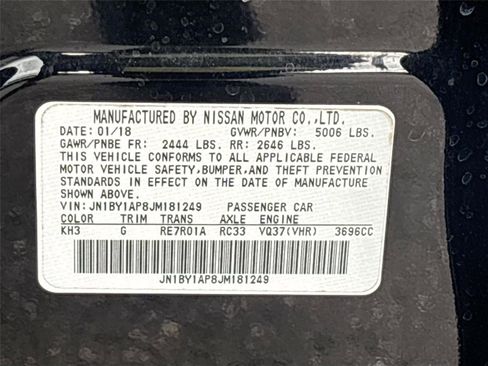 MANUFACTURED BY NISSAN MOTOR CO.,LTD.
DATE: 01/18 GVWR/PNBV: 5006 LBS.
GAWR/PNBE FR: 2444 LBS. RR: 2646 LBS.
THIS VEHICLE CONFORMS TO ALL APPLICABLE FEDERAL
MOTOR VEHICLE SAFETY,BUMPER,AND THEFT PREVENTION
STANDARDS IN EFFECT ON THE DATE OF MANUFACTURE
SHOWN ABOVE.
VIN: JN1BY1AP8JM181249 PASSENGER CAR
COLOR TRIM TRANS AXLE ENGINE
KH3 G RE7R01A RC33 VQ37(VHR) 3696CC
JN1BY1AP8JM181249